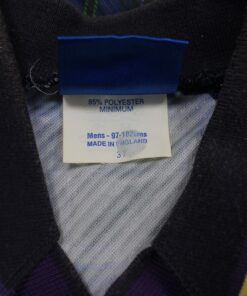 95% POLYESTER
MINIMUM
Mens - 97-102cms
MADE IN ENGLAND